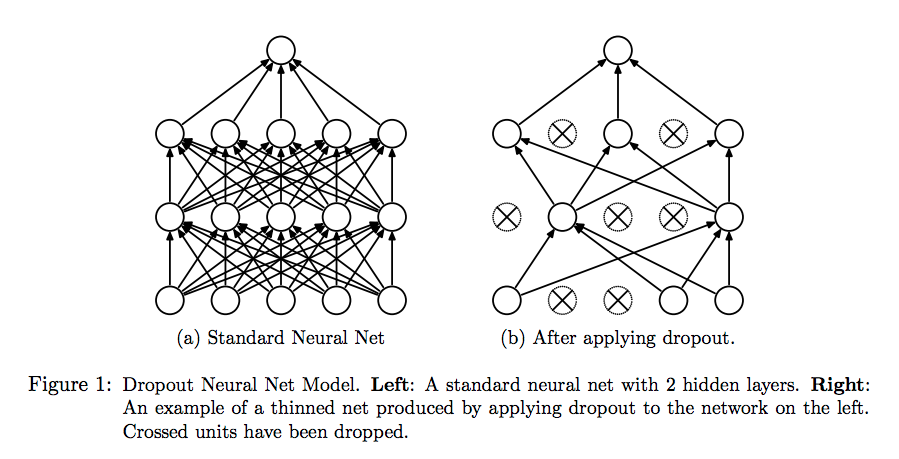 (a) Standard Neural Net
(b) After applying dropout.
Figure 1: Dropout Neural Net Model. Left: A standard neural net with 2 hidden layers. Right:
An example of a thinned net produced by applying dropout to the network on the left.
Crossed units have been dropped.